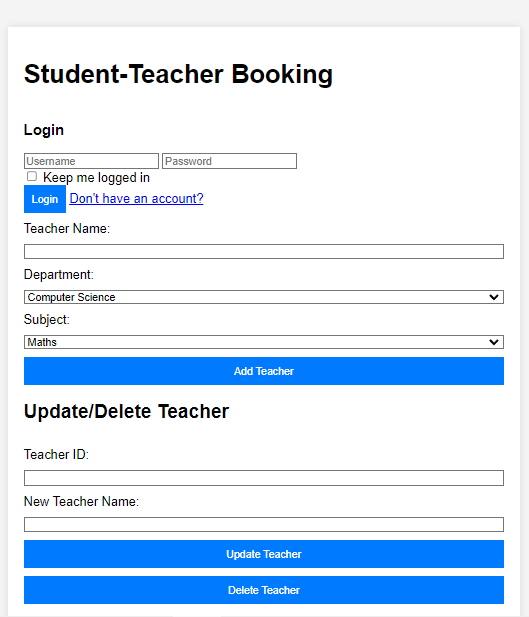 Student-Teacher Booking
Login
Username Password
Keep me logged in
Login Don't have an account?
Teacher Name:
Department:
Computer Science
Subject:
Maths
Add Teacher
Update/Delete Teacher
Teacher ID:
New Teacher Name:
Update Teacher
Delete Teacher